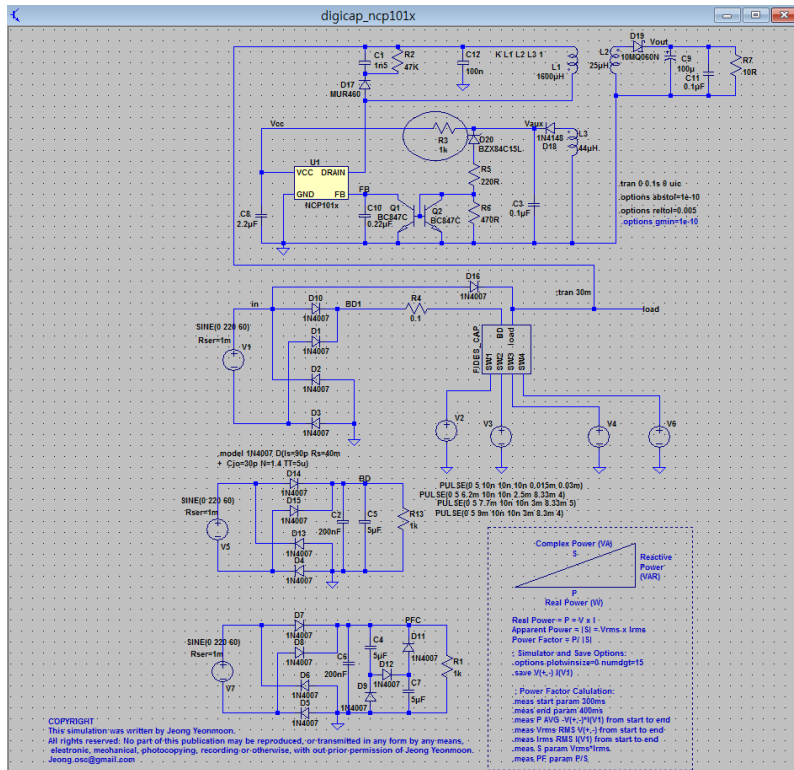 digicap_ncp101x
C1
1n5
R2
47K
C12
100n
K L1 L2 L3 1
L1
1600µH
L2
25µH
D19
10MQ060N
Vout
C9
100µ
C11
0.1µF
R7
10R
D17
MUR460
Vcc
R3
1k
Vaux
D20
BZX84C15L
1N4148
D18
L3
44µH
U1
VCC DRAIN
GND FB
NCP101x
FB
R5
220R
C8
2.2µF
C10
0.22µF
Q1
BC847C
Q2
BC847C
R6
470R
C3
0.1µF
.tran 0 0.1s 0 uic
.options abstol=1e-10
.options reltol=0.005
.options gmin=1e-10
D16
1N4007
;tran 30m
in
D10
1N4007
BD1
R4
0.1
load
SINE(0 220 60)
Rser=1m
V1
D1
1N4007
D2
1N4007
D3
1N4007
FIDES_CAP
BD
load
SW1
SW2
SW3
SW4
V2
V3
V4
V6
.model 1N4007 D(Is=90p Rs=40m
+ Cjo=30p N=1.4 TT=5u)
PULSE(0 5 10n 10n 10n 0.015m 0.03m)
PULSE(0 5 6.2m 10n 10n 2.5m 8.33m 4)
PULSE(0 5 7.7m 10n 10n 3m 8.33m 5)
PULSE(0 5 9m 10n 10n 3m 8.3m 4)
SINE(0 220 60)
Rser=1m
V5
D14
1N4007
D15
1N4007
D13
1N4007
D4
1N4007
BD
C2
200nF
C5
5µF
R13
1k
Complex Power (VA)
S
Reactive
Power
(VAR)
P
Real Power (W)
Real Power = P = V x I
Apparent Power = |S| = Vrms x Irms
Power Factor = P/ |S|
; Simulator and Save Options:
.options plotwinsize=0 numdgt=15
.save V(+,-) I(V1)
; Power Factor Calulation:
.meas start param 300ms
.meas end param 400ms
.meas P AVG -V(+,-)*I(V1) from start to end
.meas Vrms RMS V(+,-) from start to end
.meas Irms RMS I(V1) from start to end
.meas S param Vrms*Irms
.meas PF param P/S
SINE(0 220 60)
Rser=1m
V7
D7
1N4007
D8
1N4007
D6
1N4007
D5
1N4007
C6
200nF
C4
5µF
PFC
D11
1N4007
D12
D9
1N4007
C7
5µF
R1
1k
COPYRIGHT
This simulation was written by Jeong Yeonmoon.
All rights reserved. No part of this publication may be reproduced, or transmitted in any form by any means,
electronic, mechanical, photocopying, recording or otherwise, with out prior permission of Jeong Yeonmoon.
Jeong.osc@gmail.com